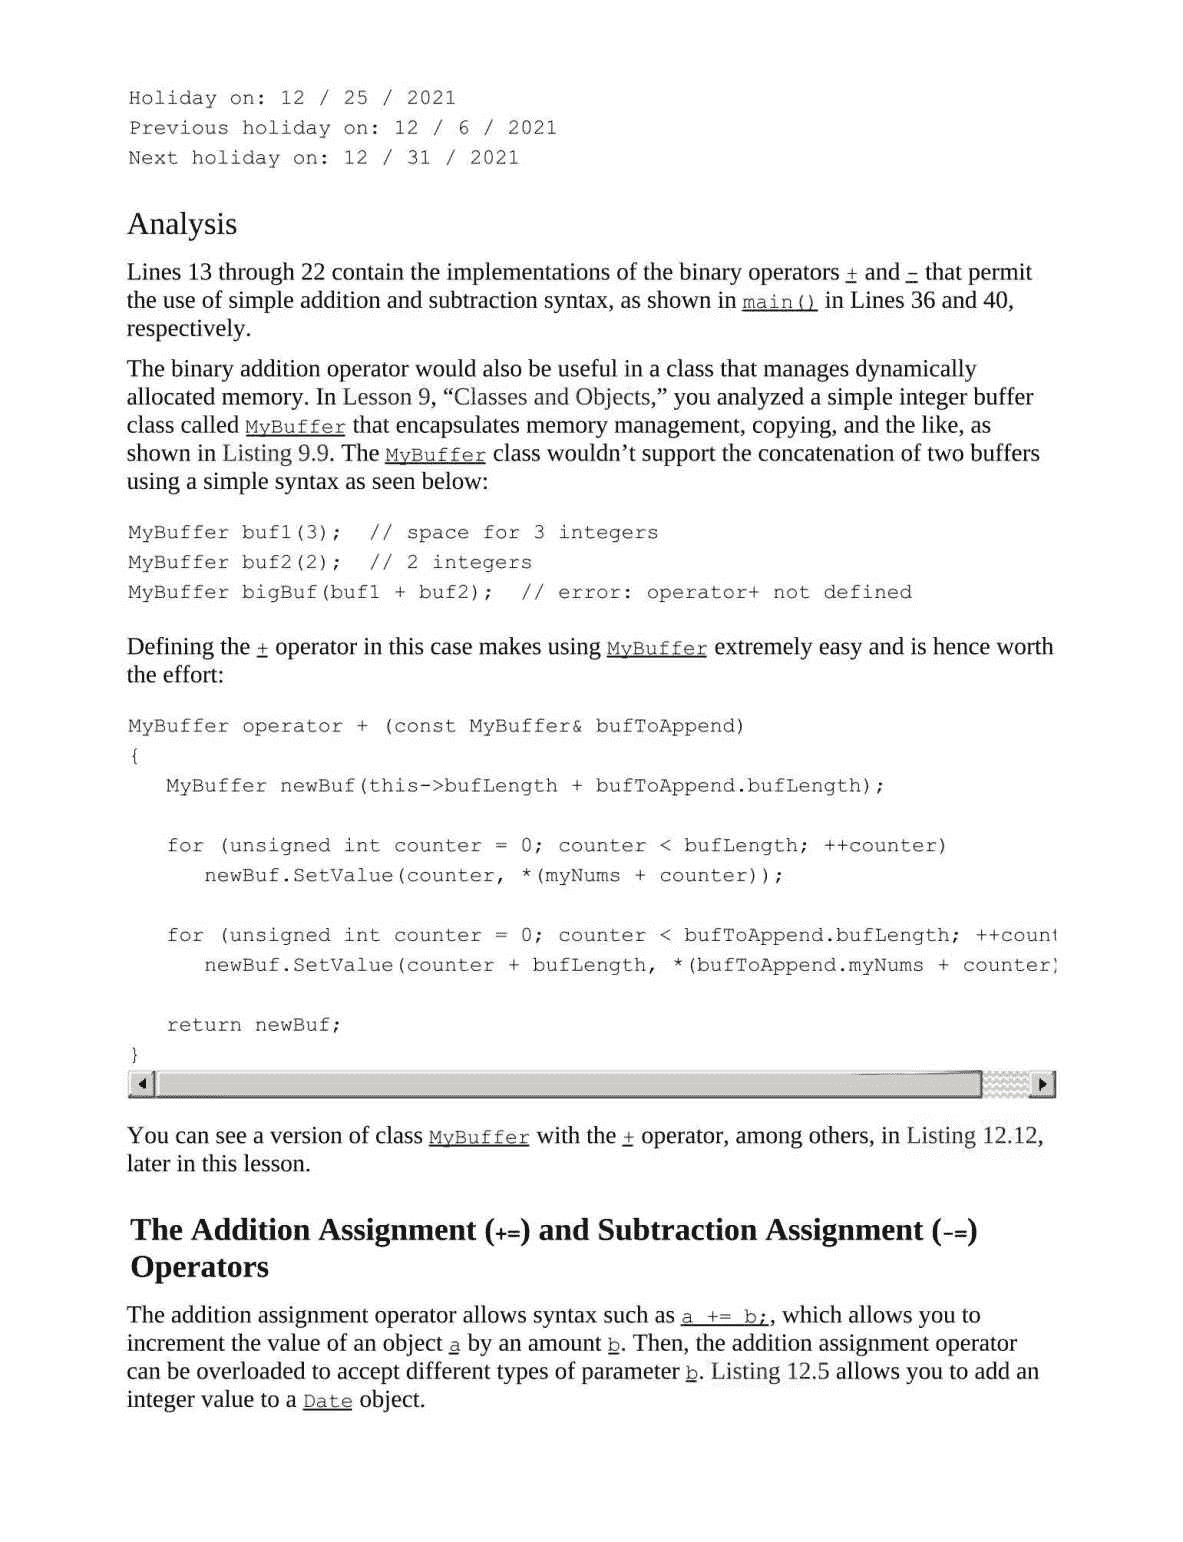 Holiday on: 12 / 25 / 2021
Previous holiday on: 12 / 6 / 2021
Next holiday on: 12 / 31 / 2021
Analysis
Lines 13 through 22 contain the implementations of the binary operators + and - that permit
the use of simple addition and subtraction syntax, as shown in main() in Lines 36 and 40,
respectively.
The binary addition operator would also be useful in a class that manages dynamically
allocated memory. In Lesson 9, “Classes and Objects,” you analyzed a simple integer buffer
class called MyBuffer that encapsulates memory management, copying, and the like, as
shown in Listing 9.9. The MyBuffer class wouldn’t support the concatenation of two buffers
using a simple syntax as seen below:
MyBuffer buf1(3);  // space for 3 integers
MyBuffer buf2(2);  // 2 integers
MyBuffer bigBuf(buf1 + buf2);  // error: operator+ not defined
Defining the + operator in this case makes using MyBuffer extremely easy and is hence worth
the effort:
MyBuffer operator + (const MyBuffer& bufToAppend)
{
   MyBuffer newBuf(this->bufLength + bufToAppend.bufLength);
   for (unsigned int counter = 0; counter < bufLength; ++counter)
      newBuf.SetValue(counter, *(myNums + counter));
   for (unsigned int counter = 0; counter < bufToAppend.bufLength; ++count
      newBuf.SetValue(counter + bufLength, *(bufToAppend.myNums + counter)
   return newBuf;
}
You can see a version of class MyBuffer with the + operator, among others, in Listing 12.12,
later in this lesson.
The Addition Assignment (+=) and Subtraction Assignment (-=)
Operators
The addition assignment operator allows syntax such as a += b;, which allows you to
increment the value of an object a by an amount b. Then, the addition assignment operator
can be overloaded to accept different types of parameter b. Listing 12.5 allows you to add an
integer value to a Date object.